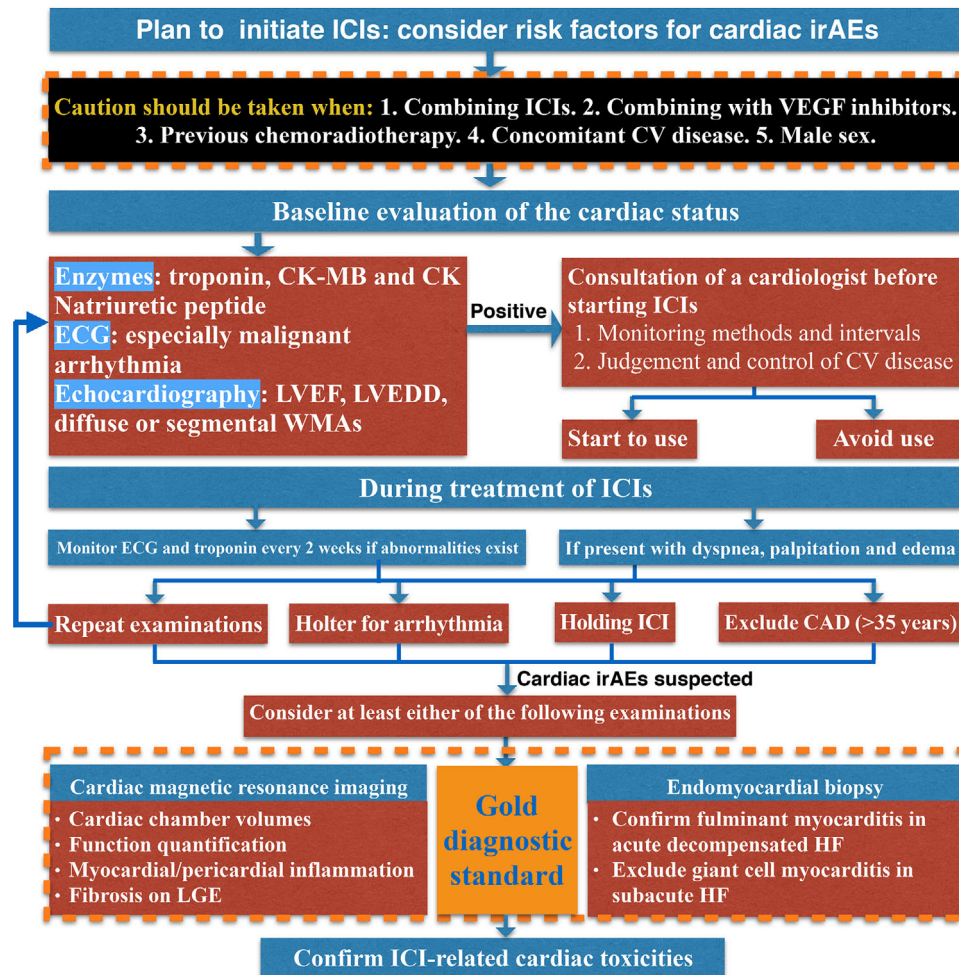 Plan to initiate ICIs: consider risk factors for cardiac irAEs
Caution should be taken when: 1. Combining ICIs. 2. Combining with VEGF inhibitors.
3. Previous chemoradiotherapy. 4. Concomitant CV disease. 5. Male sex.
Baseline evaluation of the cardiac status
Enzymes: troponin, CK-MB and CK
Natriuretic peptide
ECG: especially malignant
arrhythmia
Echocardiography: LVEF, LVEDD,
diffuse or segmental WMAs
Positive
Consultation of a cardiologist before
starting ICIs
1. Monitoring methods and intervals
2. Judgement and control of CV disease
Start to use
Avoid use
During treatment of ICIs
Monitor ECG and troponin every 2 weeks if abnormalities exist
If present with dyspnea, palpitation and edema
Repeat examinations
Holter for arrhythmia
Holding ICI
Exclude CAD (>35 years)
Cardiac irAEs suspected
Consider at least either of the following examinations
Cardiac magnetic resonance imaging
· Cardiac chamber volumes
· Function quantification
· Myocardial/pericardial inflammation
· Fibrosis on LGE
Gold
diagnostic
standard
Endomyocardial biopsy
· Confirm fulminant myocarditis in
acute decompensated HF
· Exclude giant cell myocarditis in
subacute HF
Confirm ICI-related cardiac toxicities